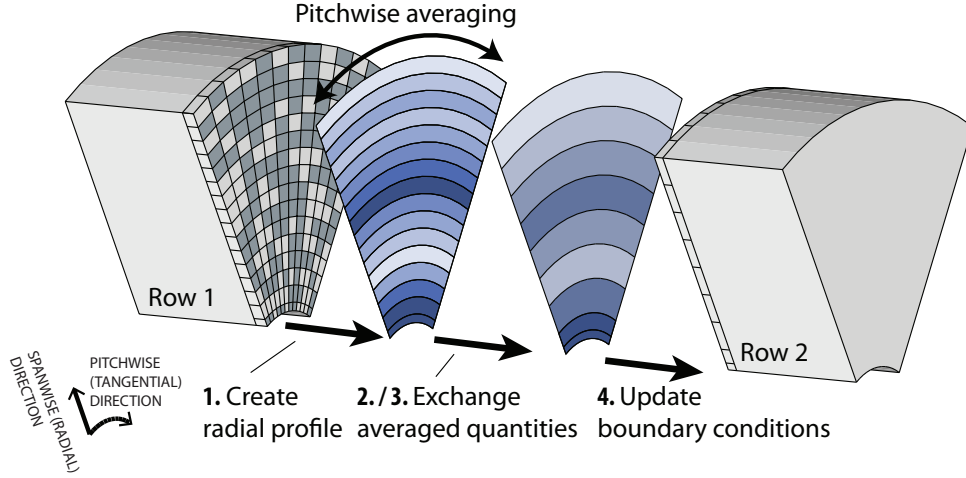 Pitchwise averaging
Row 1
Row 2
SPANWISE (RADIAL)
DIRECTION
PITCHWISE
(TANGENTIAL)
DIRECTION
1. Create
radial profile
2. / 3. Exchange
averaged quantities
4. Update
boundary conditions